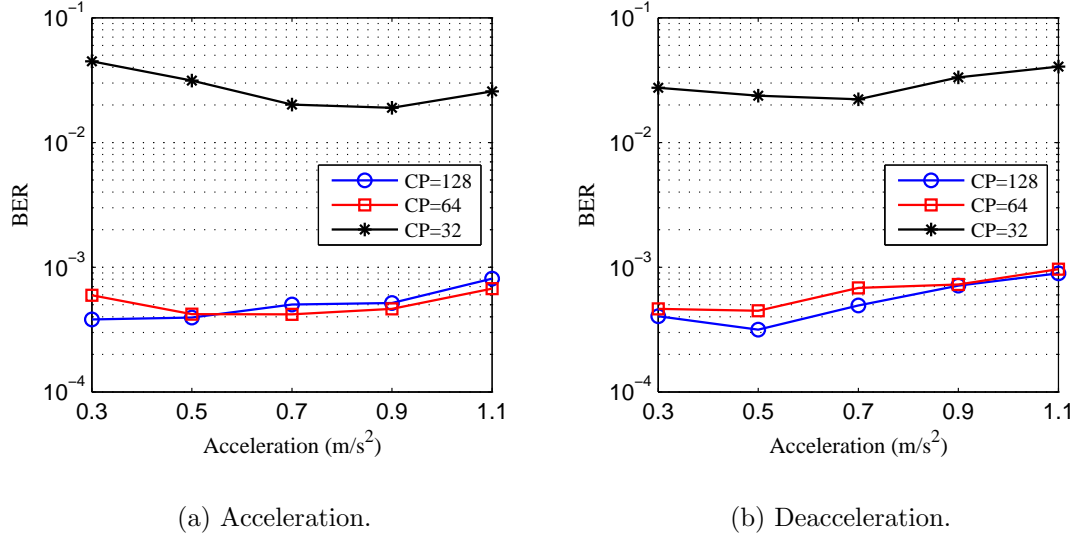 10⁻¹
10⁻²
10⁻³
10⁻⁴
BER
CP=128
CP=64
CP=32
0.3 0.5 0.7 0.9 1.1
Acceleration (m/s²)
(a) Acceleration.
10⁻¹
10⁻²
10⁻³
10⁻⁴
BER
CP=128
CP=64
CP=32
0.3 0.5 0.7 0.9 1.1
Acceleration (m/s²)
(b) Deacceleration.